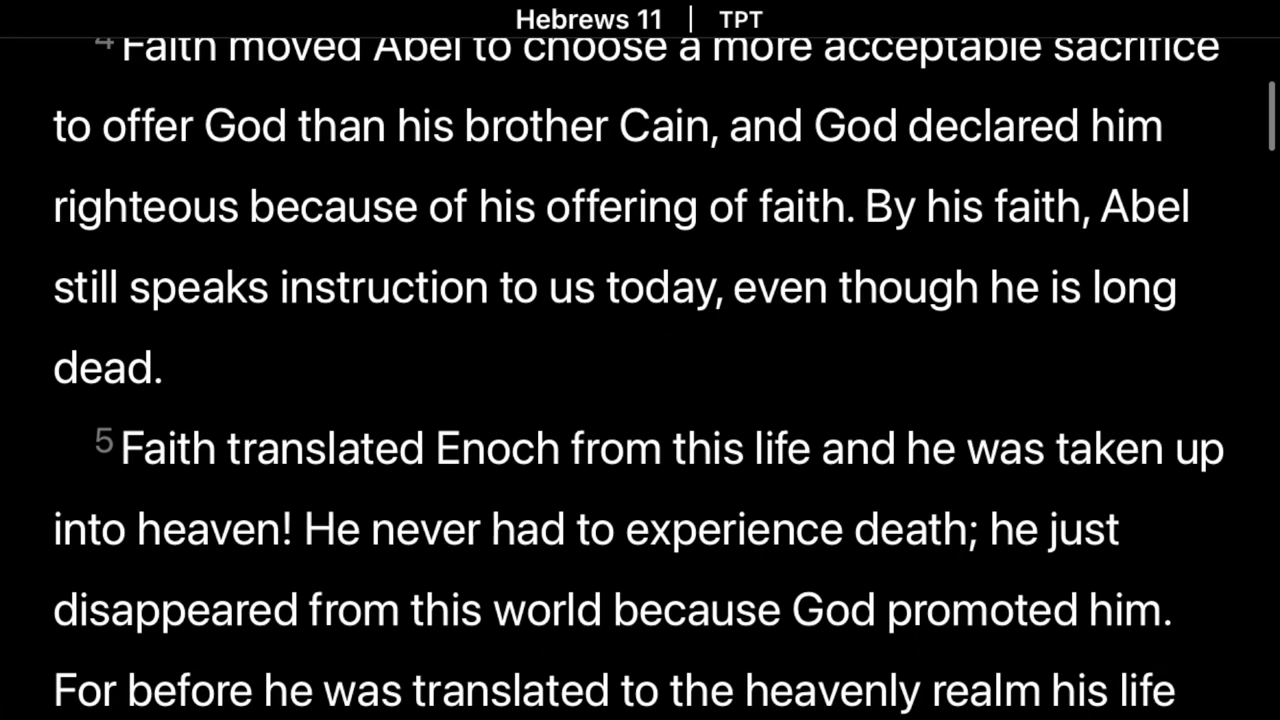 Hebrews 11 | TPT
4 Faith moved Abel to choose a more acceptable sacrifice
to offer God than his brother Cain, and God declared him
righteous because of his offering of faith. By his faith, Abel
still speaks instruction to us today, even though he is long
dead.
5 Faith translated Enoch from this life and he was taken up
into heaven! He never had to experience death; he just
disappeared from this world because God promoted him.
For before he was translated to the heavenly realm his life